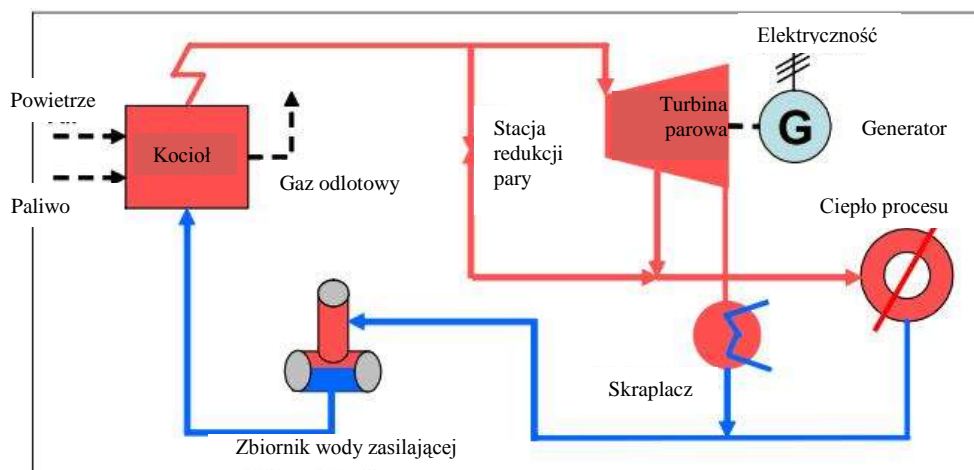 Elektryczność
Powietrze
Turbina
parowa
G
Generator
Stacja
redukcji
pary
Kocioł
Gaz odlotowy
Paliwo
Ciepło procesu
Skraplacz
Zbiornik wody zasilającej